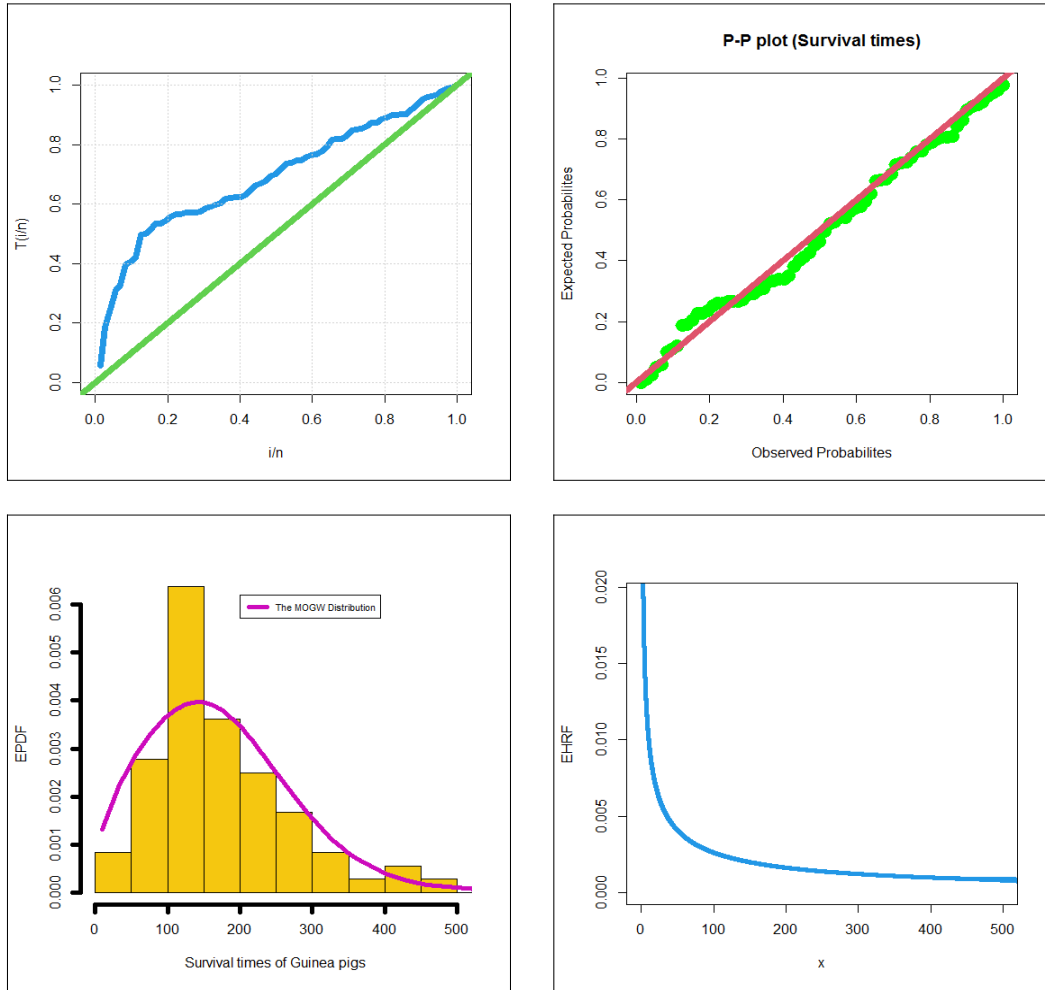 T(i/n)
1.0
0.8
0.6
0.4
0.2
0.0
0.0 0.2 0.4 0.6 0.8 1.0
i/n
P-P plot (Survival times)
Expected Probabilites
1.0
0.8
0.6
0.4
0.2
0.0
0.0 0.2 0.4 0.6 0.8 1.0
Observed Probabilites
EPDF
0.006
0.005
0.004
0.003
0.002
0.001
0.000
The MOGW Distribution
0 100 200 300 400 500
Survival times of Guinea pigs
EHRF
0.020
0.015
0.010
0.005
0.000
0 100 200 300 400 500
x